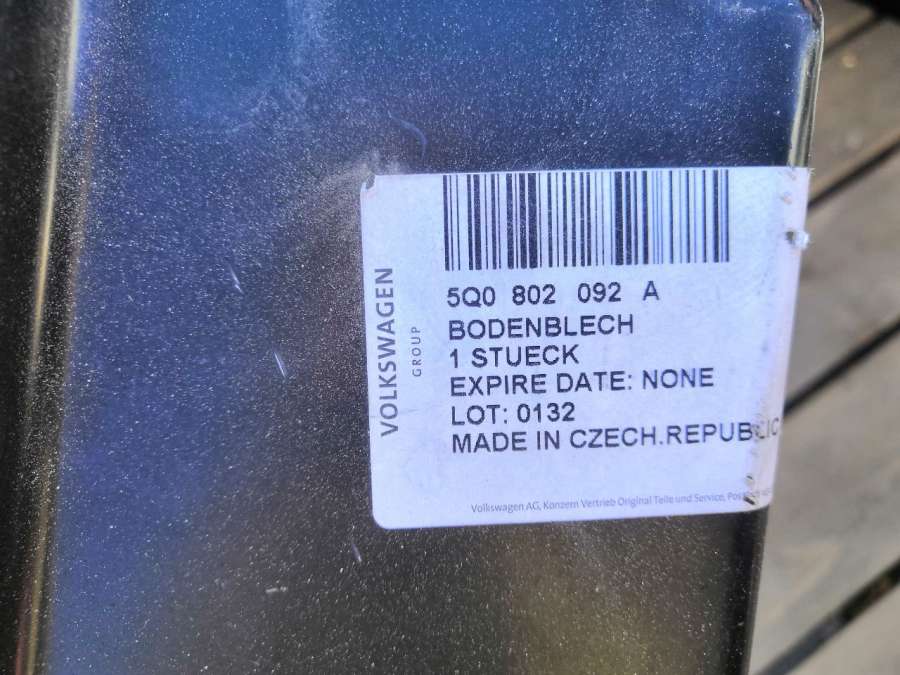 VOLKSWAGEN
GROUP
5Q0 802 092 A
BODENBLECH
1 STUECK
EXPIRE DATE: NONE
LOT: 0132
MADE IN CZECH.REPUBLIC
Volkswagen AG, Konzern Vertrieb Original Teile und Service,